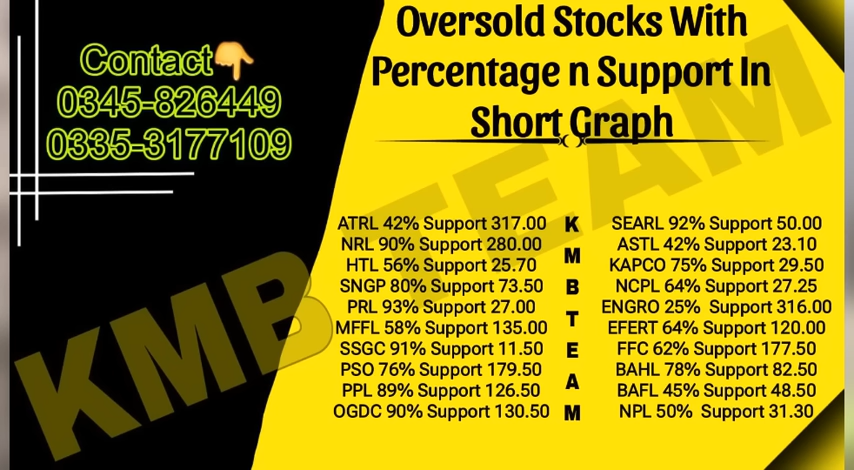 Contact👇
0345-826449
0335-3177109
Oversold Stocks With
Percentage n Support In
Short Graph
ATRL 42% Support 317.00
NRL 90% Support 280.00
HTL 56% Support 25.70
SNGP 80% Support 73.50
PRL 93% Support 27.00
MFFL 58% Support 135.00
SSGC 91% Support 11.50
PSO 76% Support 179.50
PPL 89% Support 126.50
OGDC 90% Support 130.50
K
M
B
T
E
A
M
SEARL 92% Support 50.00
ASTL 42% Support 23.10
KAPCO 75% Support 29.50
NCPL 64% Support 27.25
ENGRO 25% Support 316.00
EFERT 64% Support 120.00
FFC 62% Support 177.50
BAHL 78% Support 82.50
BAFL 45% Support 48.50
NPL 50% Support 31.30
KMB TEAM